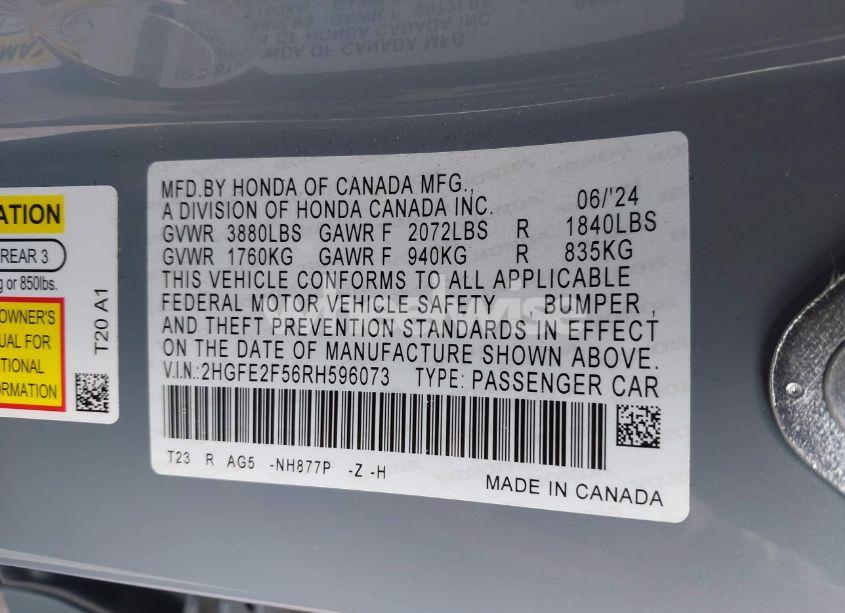 ATION
REAR 3
g or 850lbs.
OWNER'S
UAL FOR
TIONAL
ORMATION
T20 A1
MFD.BY HONDA OF CANADA MFG.,
A DIVISION OF HONDA CANADA INC. 06/'24
GVWR 3880LBS GAWR F 2072LBS R 1840LBS
GVWR 1760KG GAWR F 940KG R 835KG
THIS VEHICLE CONFORMS TO ALL APPLICABLE
FEDERAL MOTOR VEHICLE SAFETY , BUMPER ,
AND THEFT PREVENTION STANDARDS IN EFFECT
ON THE DATE OF MANUFACTURE SHOWN ABOVE.
V.I.N.:2HGFE2F56RH596073 TYPE: PASSENGER CAR
T23 R AG5 -NH877P -Z -H
MADE IN CANADA